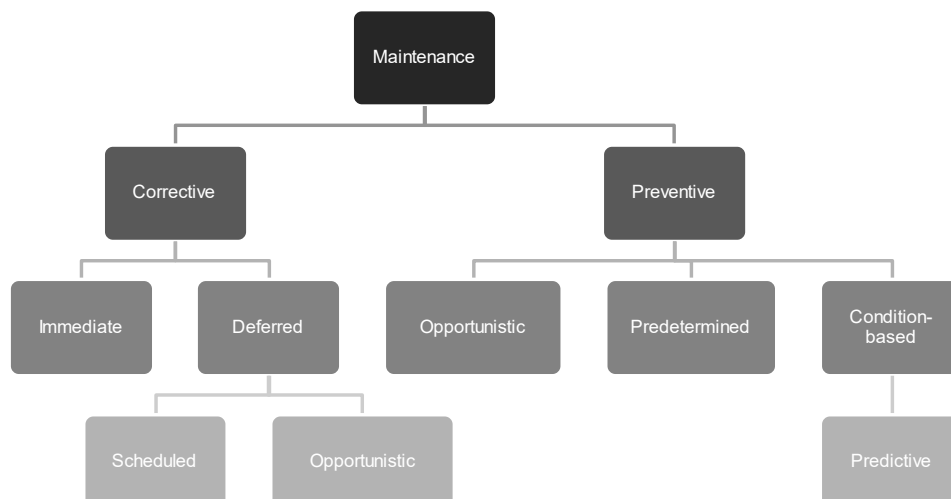 Maintenance
Corrective
Preventive
Immediate
Deferred
Opportunistic
Predetermined
Condition-
based
Scheduled
Opportunistic
Predictive